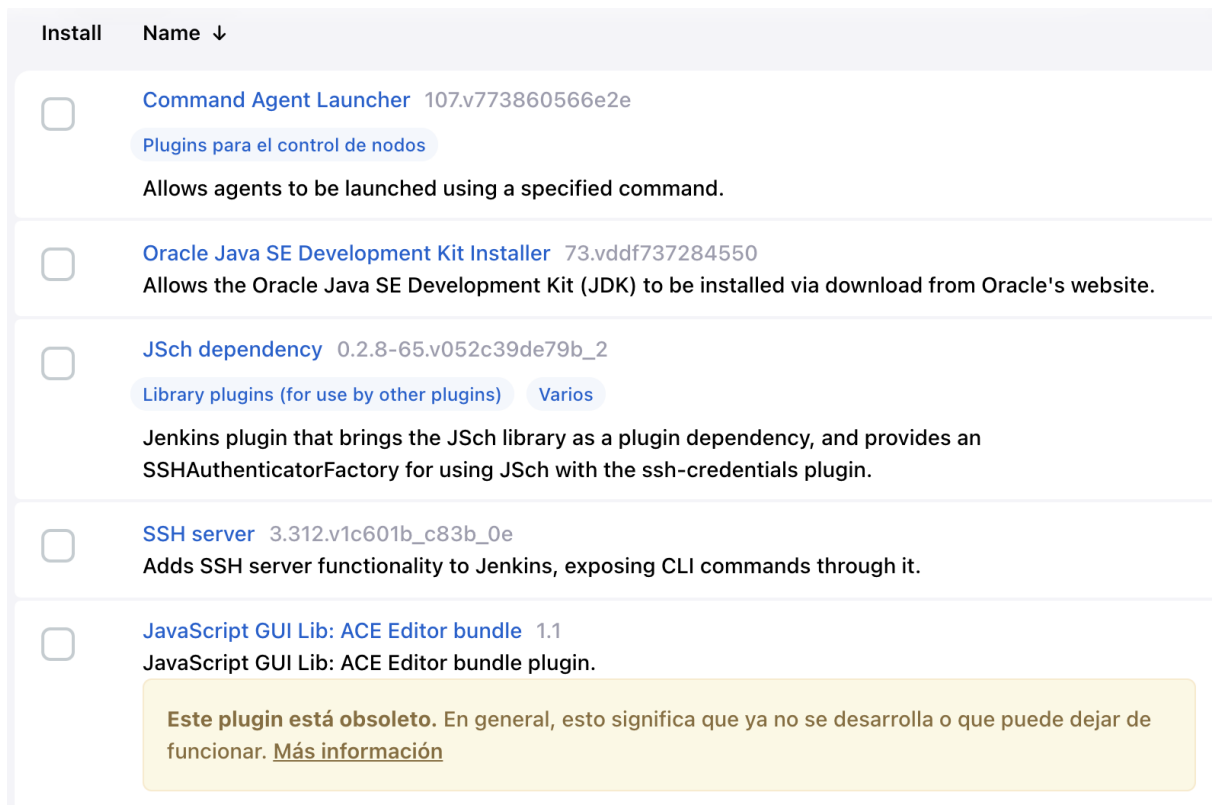 Install Name ↓
Command Agent Launcher 107.v773860566e2e
Plugins para el control de nodos
Allows agents to be launched using a specified command.
Oracle Java SE Development Kit Installer 73.vddf737284550
Allows the Oracle Java SE Development Kit (JDK) to be installed via download from Oracle's website.
JSch dependency 0.2.8-65.v052c39de79b_2
Library plugins (for use by other plugins) Varios
Jenkins plugin that brings the JSch library as a plugin dependency, and provides an
SSHAuthenticatorFactory for using JSch with the ssh-credentials plugin.
SSH server 3.312.v1c601b_c83b_0e
Adds SSH server functionality to Jenkins, exposing CLI commands through it.
JavaScript GUI Lib: ACE Editor bundle 1.1
JavaScript GUI Lib: ACE Editor bundle plugin.
Este plugin está obsoleto. En general, esto significa que ya no se desarrolla o que puede dejar de
funcionar. Más información